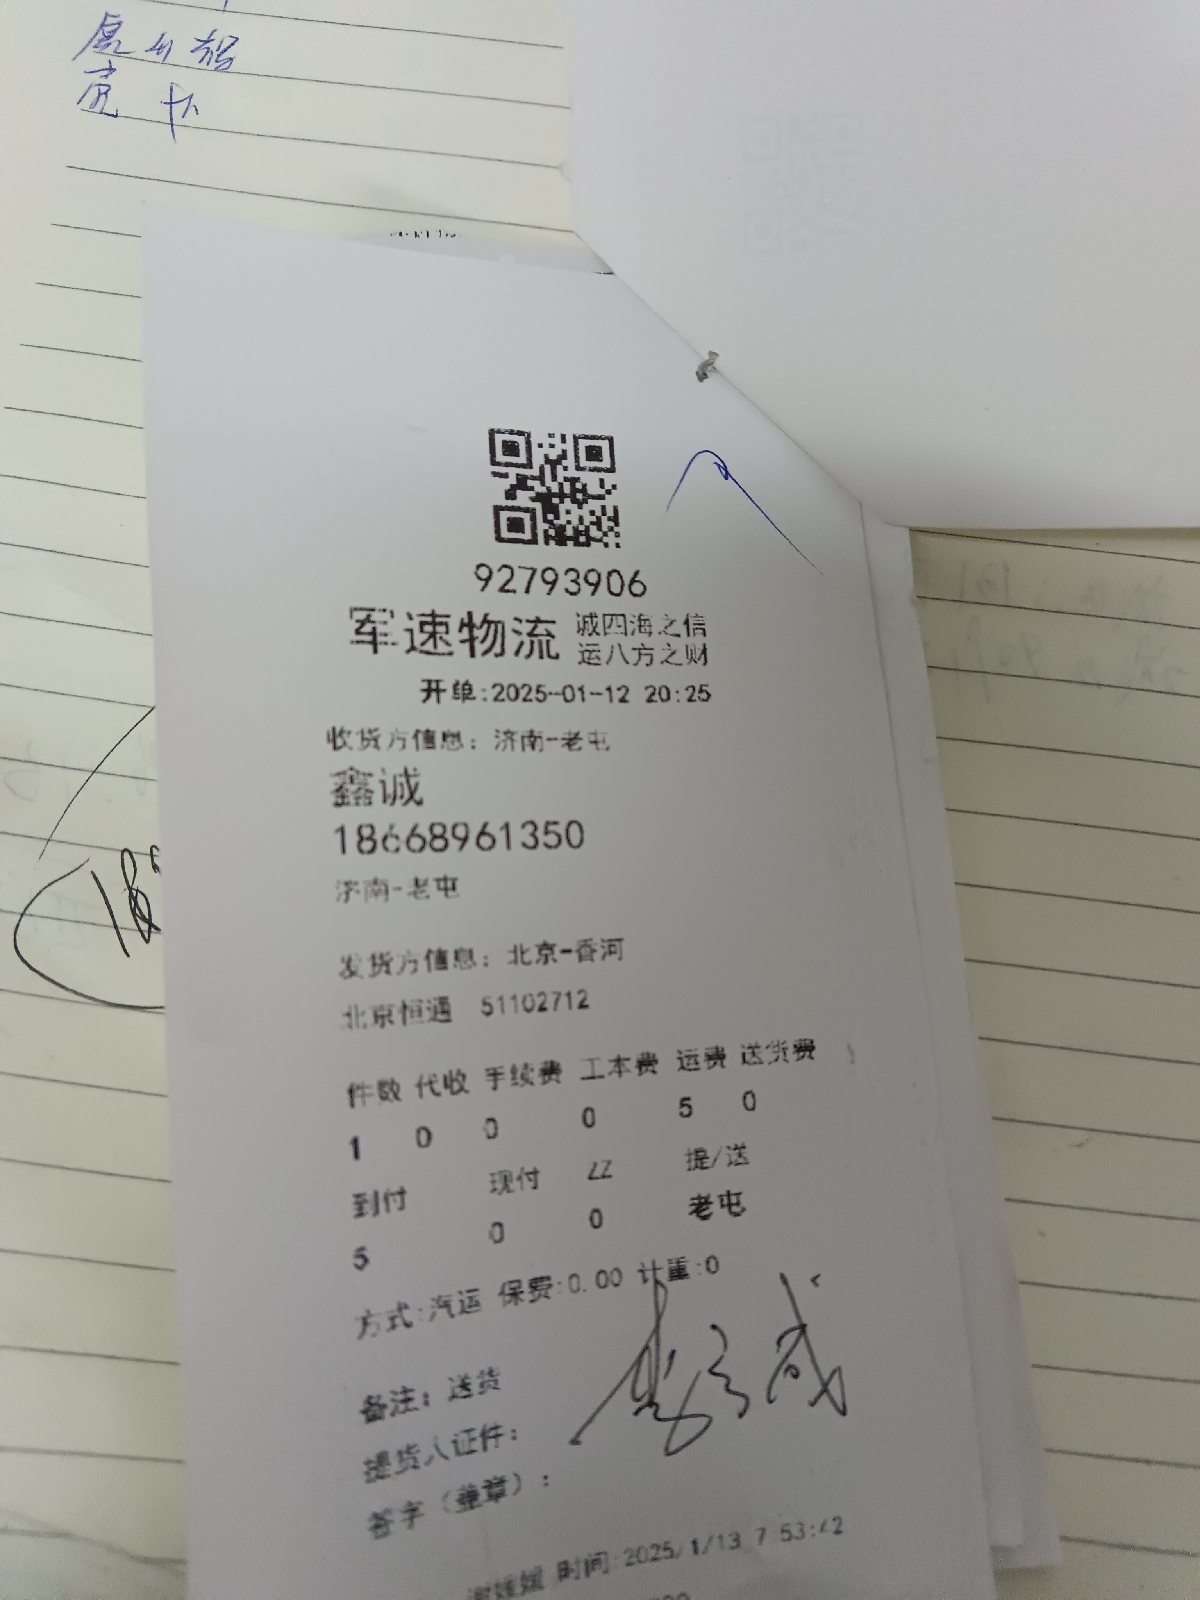 92793906
军速物流 诚四海之信
运八方之财
开单:2025-01-12 20:25
收货方信息: 济南-老屯
鑫诚
18668961350
济南-老屯
发货方信息: 北京-香河
北京恒通 51102712
件数 代收 手续费 工本费 运费 送货费
1 0 0 0 5 0
到付 现付 ZZ 提/送
5 0 0 老屯
方式:汽运 保费:0.00 计重:0
备注: 送货
提货人证件:
签字(盖章):
时间:2025/1/13 7:53:42